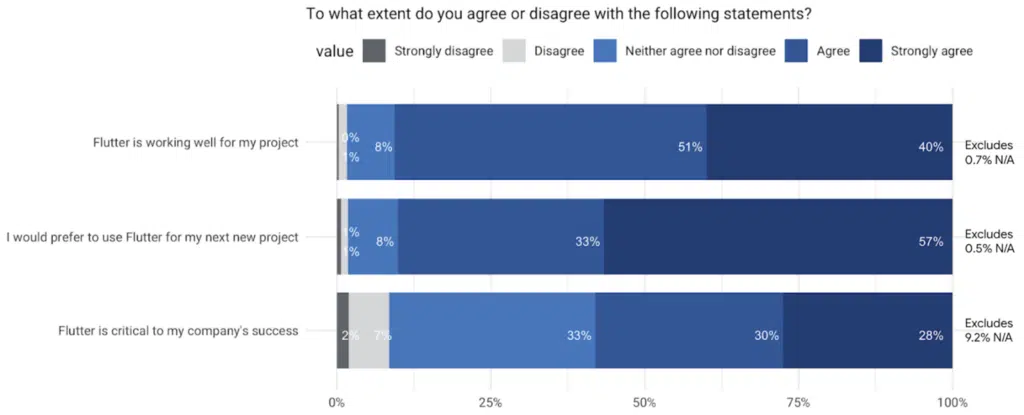 To what extent do you agree or disagree with the following statements?
value Strongly disagree Disagree Neither agree nor disagree Agree Strongly agree
Flutter is working well for my project
0%
1%
8%
51%
40%
Excludes
0.7% N/A
I would prefer to use Flutter for my next new project
1%
1%
8%
33%
57%
Excludes
0.5% N/A
Flutter is critical to my company's success
2%
7%
33%
30%
28%
Excludes
9.2% N/A
0% 25% 50% 75% 100%